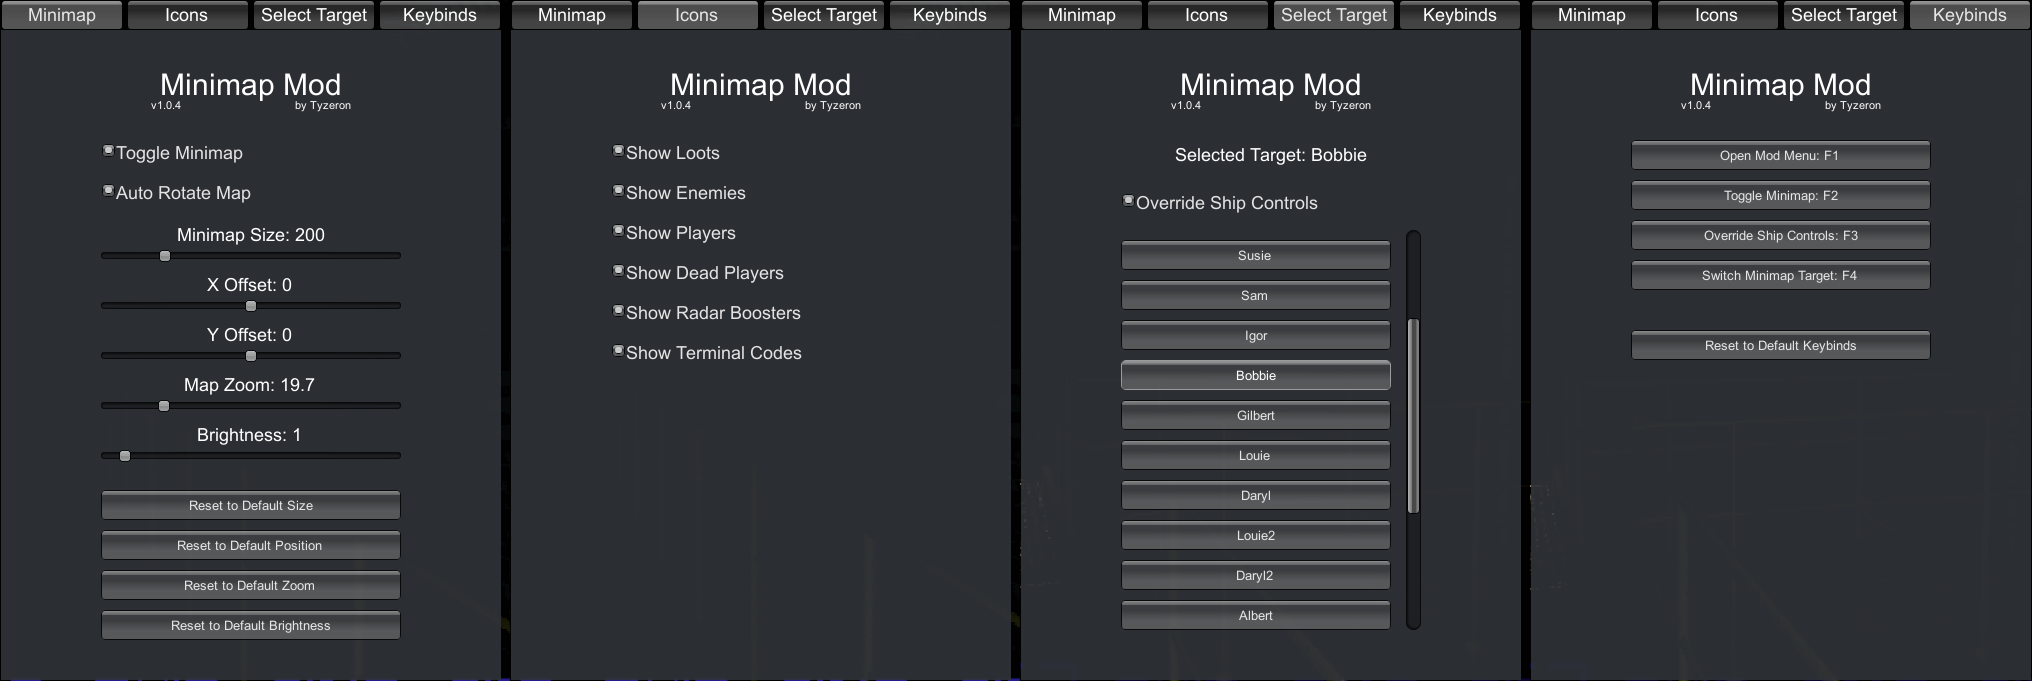 Minimap Icons Select Target Keybinds
Minimap Mod
v1.0.4 by Tyzeron
Toggle Minimap
Auto Rotate Map
Minimap Size: 200
X Offset: 0
Y Offset: 0
Map Zoom: 19.7
Brightness: 1
Reset to Default Size
Reset to Default Position
Reset to Default Zoom
Reset to Default Brightness
Minimap Icons Select Target Keybinds
Minimap Mod
v1.0.4 by Tyzeron
Show Loots
Show Enemies
Show Players
Show Dead Players
Show Radar Boosters
Show Terminal Codes
Minimap Icons Select Target Keybinds
Minimap Mod
v1.0.4 by Tyzeron
Selected Target: Bobbie
Override Ship Controls
Susie
Sam
Igor
Bobbie
Gilbert
Louie
Daryl
Louie2
Daryl2
Albert
Minimap Icons Select Target Keybinds
Minimap Mod
v1.0.4 by Tyzeron
Open Mod Menu: F1
Toggle Minimap: F2
Override Ship Controls: F3
Switch Minimap Target: F4
Reset to Default Keybinds